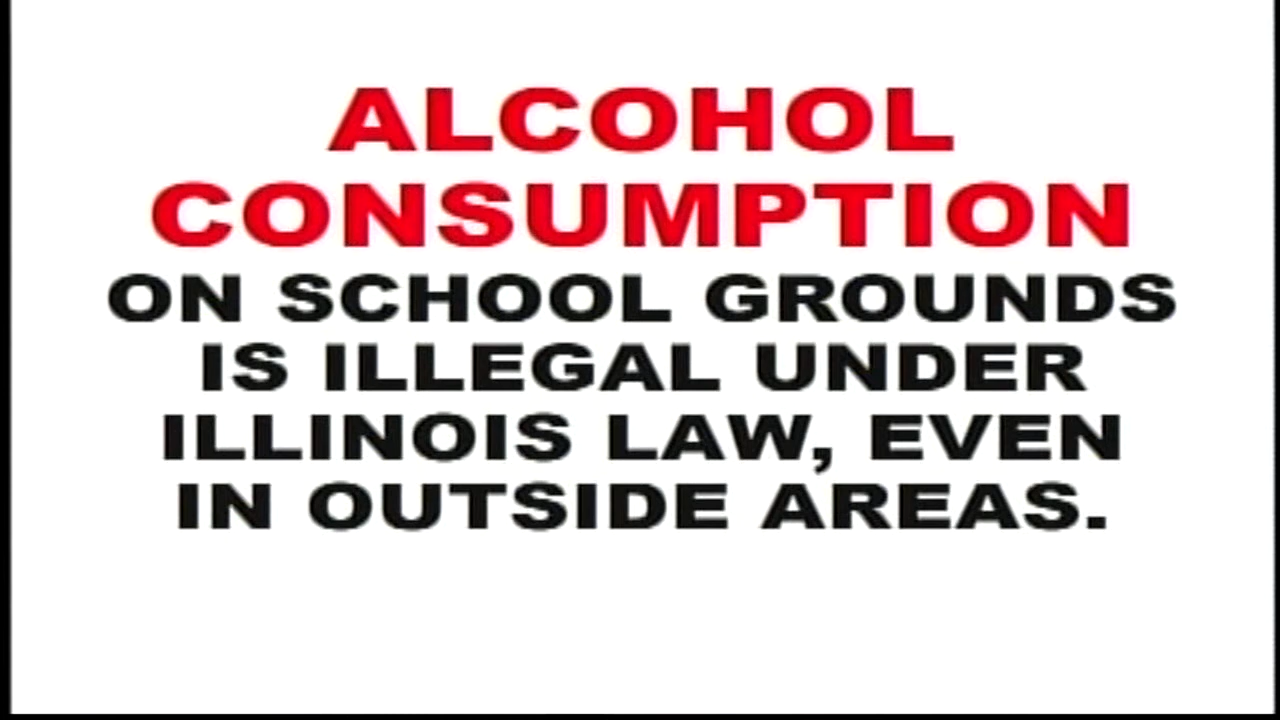 ALCOHOL
CONSUMPTION
ON SCHOOL GROUNDS
IS ILLEGAL UNDER
ILLINOIS LAW, EVEN
IN OUTSIDE AREAS.